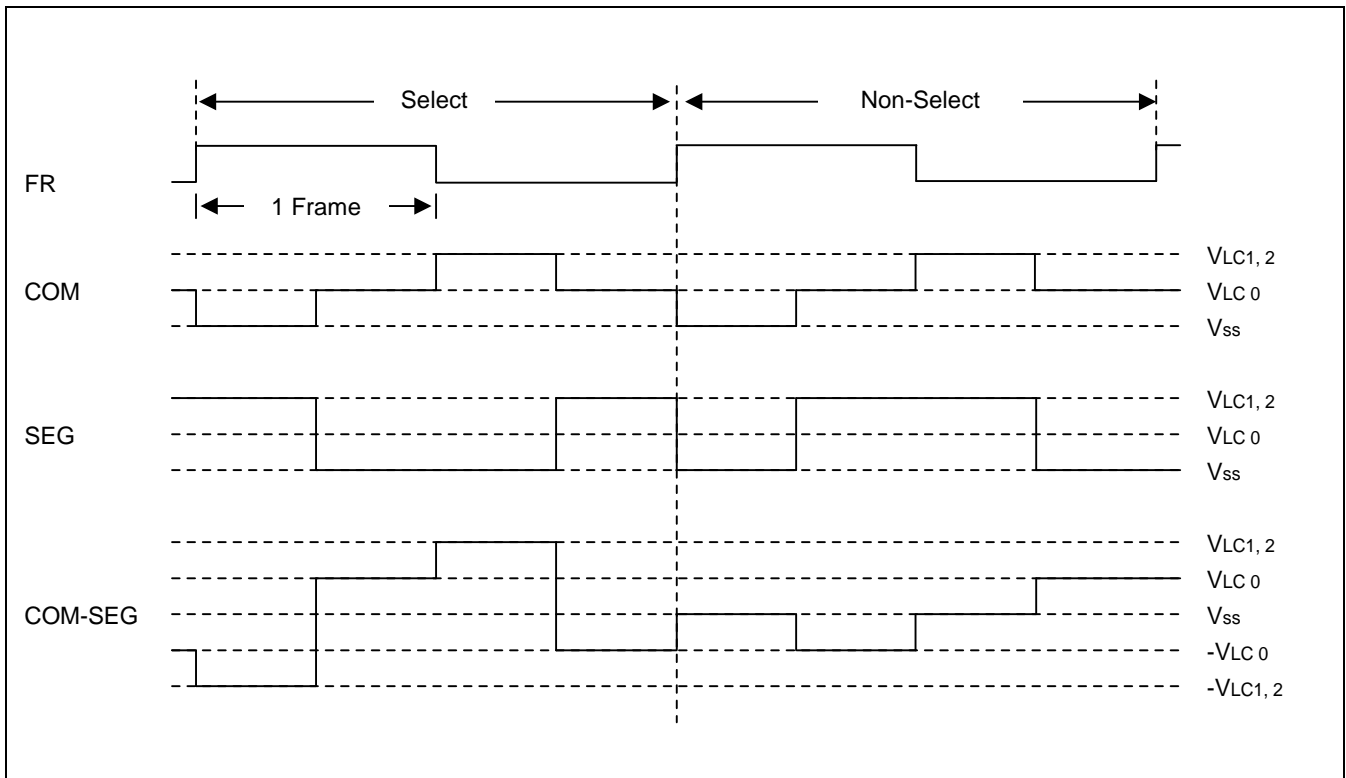 Select
Non-Select
FR
1 Frame
VLC1, 2
COM
VLC 0
Vss
VLC1, 2
SEG
VLC 0
Vss
VLC1, 2
VLC 0
COM-SEG
Vss
-VLC 0
-VLC1, 2